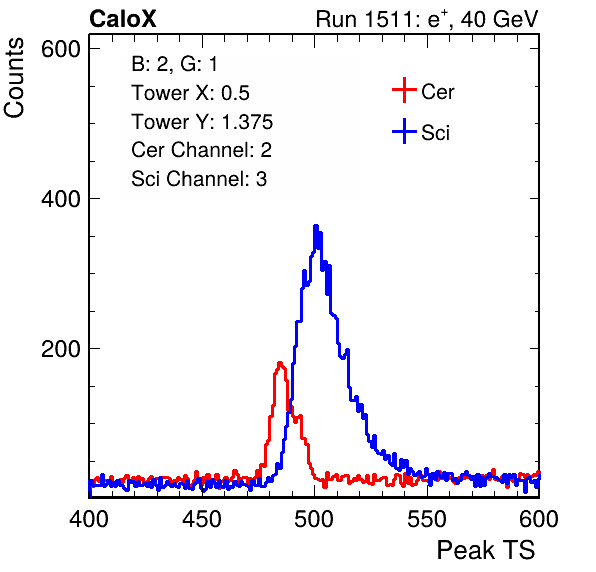 CaloX Run 1511: e⁺, 40 GeV
Counts
600
400
200
B: 2, G: 1
Tower X: 0.5
Tower Y: 1.375
Cer Channel: 2
Sci Channel: 3
Cer
Sci
400 450 500 550 600
Peak TS